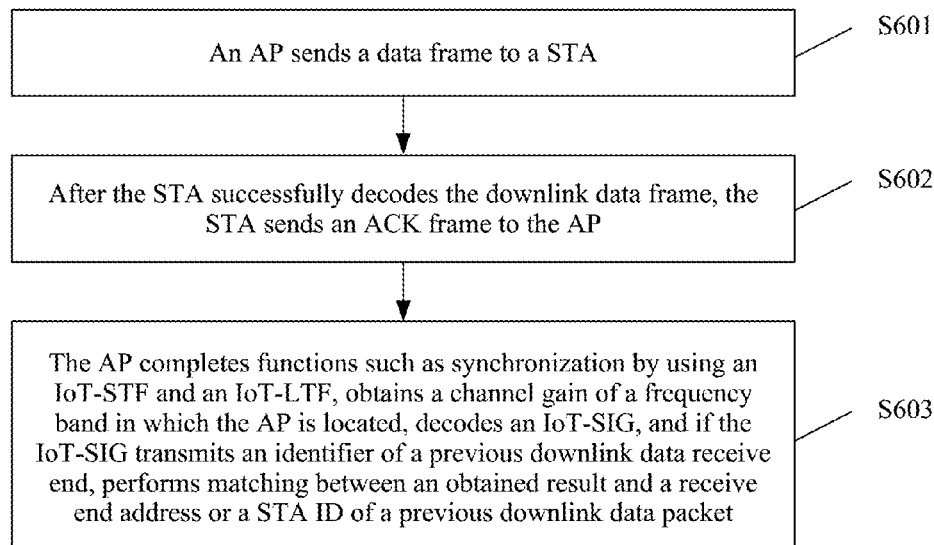 An AP sends a data frame to a STA
S601
After the STA successfully decodes the downlink data frame, the
STA sends an ACK frame to the AP
S602
The AP completes functions such as synchronization by using an
IoT-STF and an IoT-LTF, obtains a channel gain of a frequency
band in which the AP is located, decodes an IoT-SIG, and if the
IoT-SIG transmits an identifier of a previous downlink data receive
end, performs matching between an obtained result and a receive
end address or a STA ID of a previous downlink data packet
S603